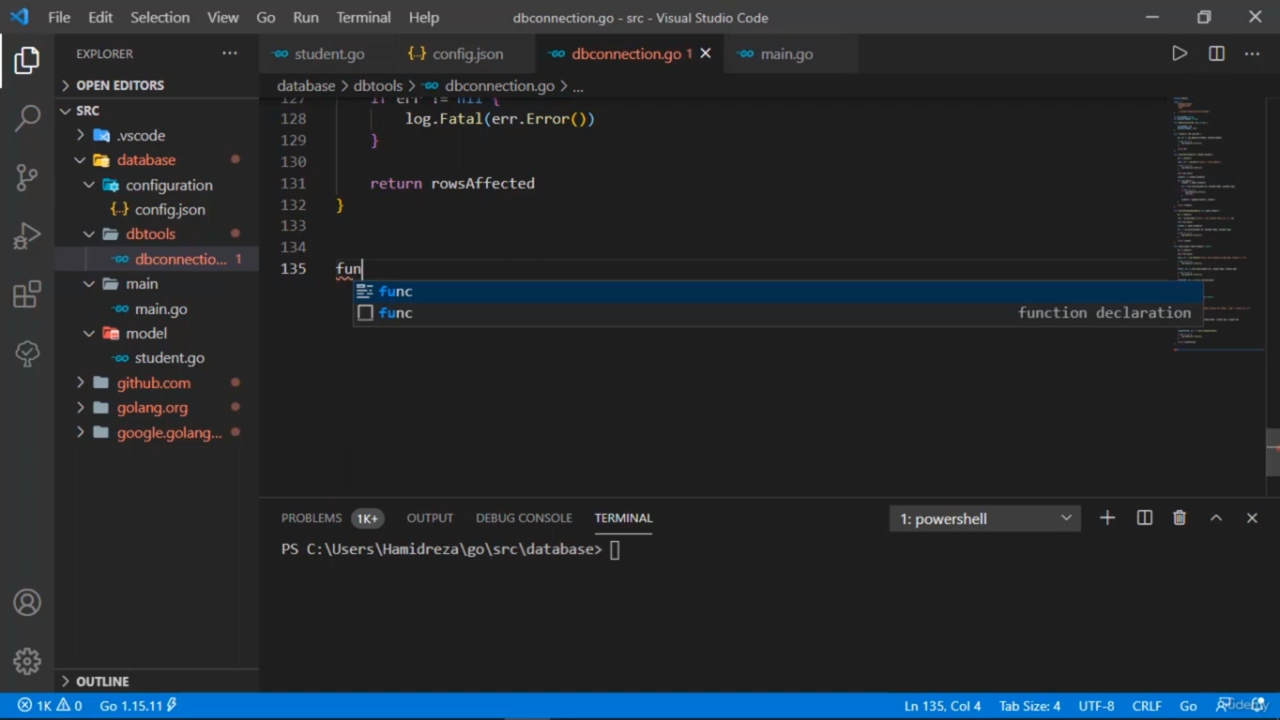 File Edit Selection View Go Run Terminal Help dbconnection.go - src - Visual Studio Code
EXPLORER ... student.go {..} config.json dbconnection.go 1 main.go
OPEN EDITORS
database > dbtools > dbconnection.go > ...
SRC
.vscode
database
configuration
{..} config.json
dbtools
dbconnectio... 1
main
main.go
model
student.go
github.com
golang.org
google.golang...
OUTLINE
127 if err != nil {
128 log.Fatal(err.Error())
129 }
130
131 return rowsAffected
132 }
133
134
135 fun
func
func function declaration
PROBLEMS 1K+ OUTPUT DEBUG CONSOLE TERMINAL 1: powershell
PS C:\Users\Hamidreza\go\src\database>
1K 0 Go 1.15.11 Ln 135, Col 4 Tab Size: 4 UTF-8 CRLF Go